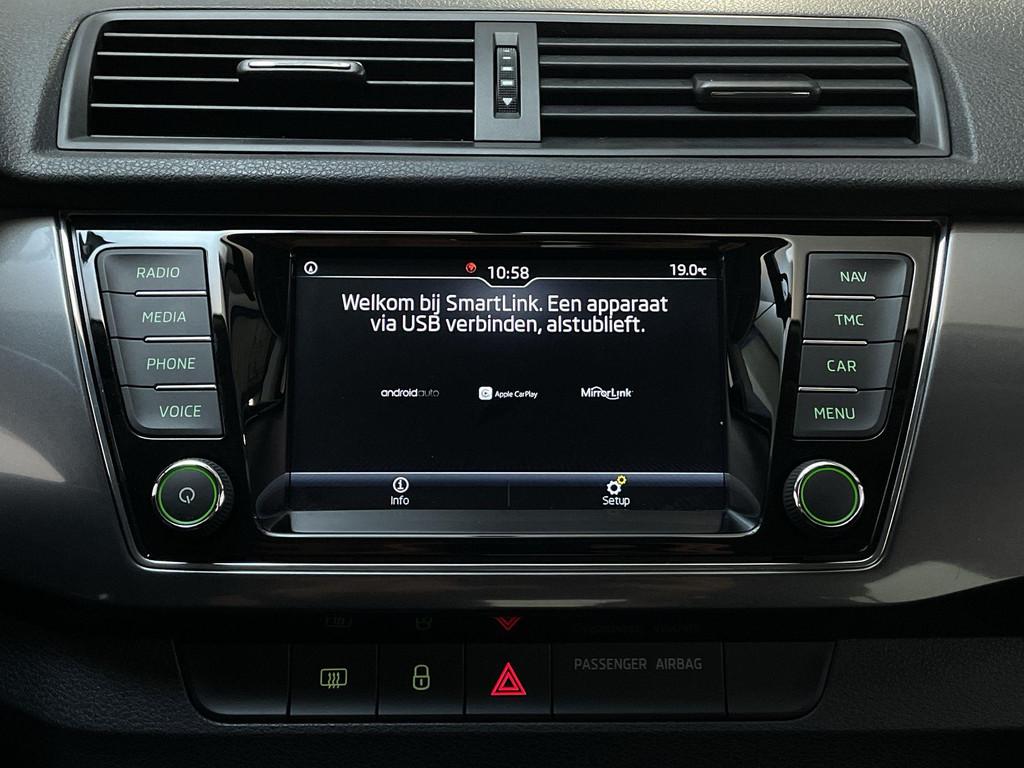 10:58
19.0°C
Welkom bij SmartLink. Een apparaat
via USB verbinden, alstublieft.
androidauto
Apple CarPlay
MirrorLink
Info
Setup
RADIO
MEDIA
PHONE
VOICE
NAV
TMC
CAR
MENU
PASSENGER AIRBAG